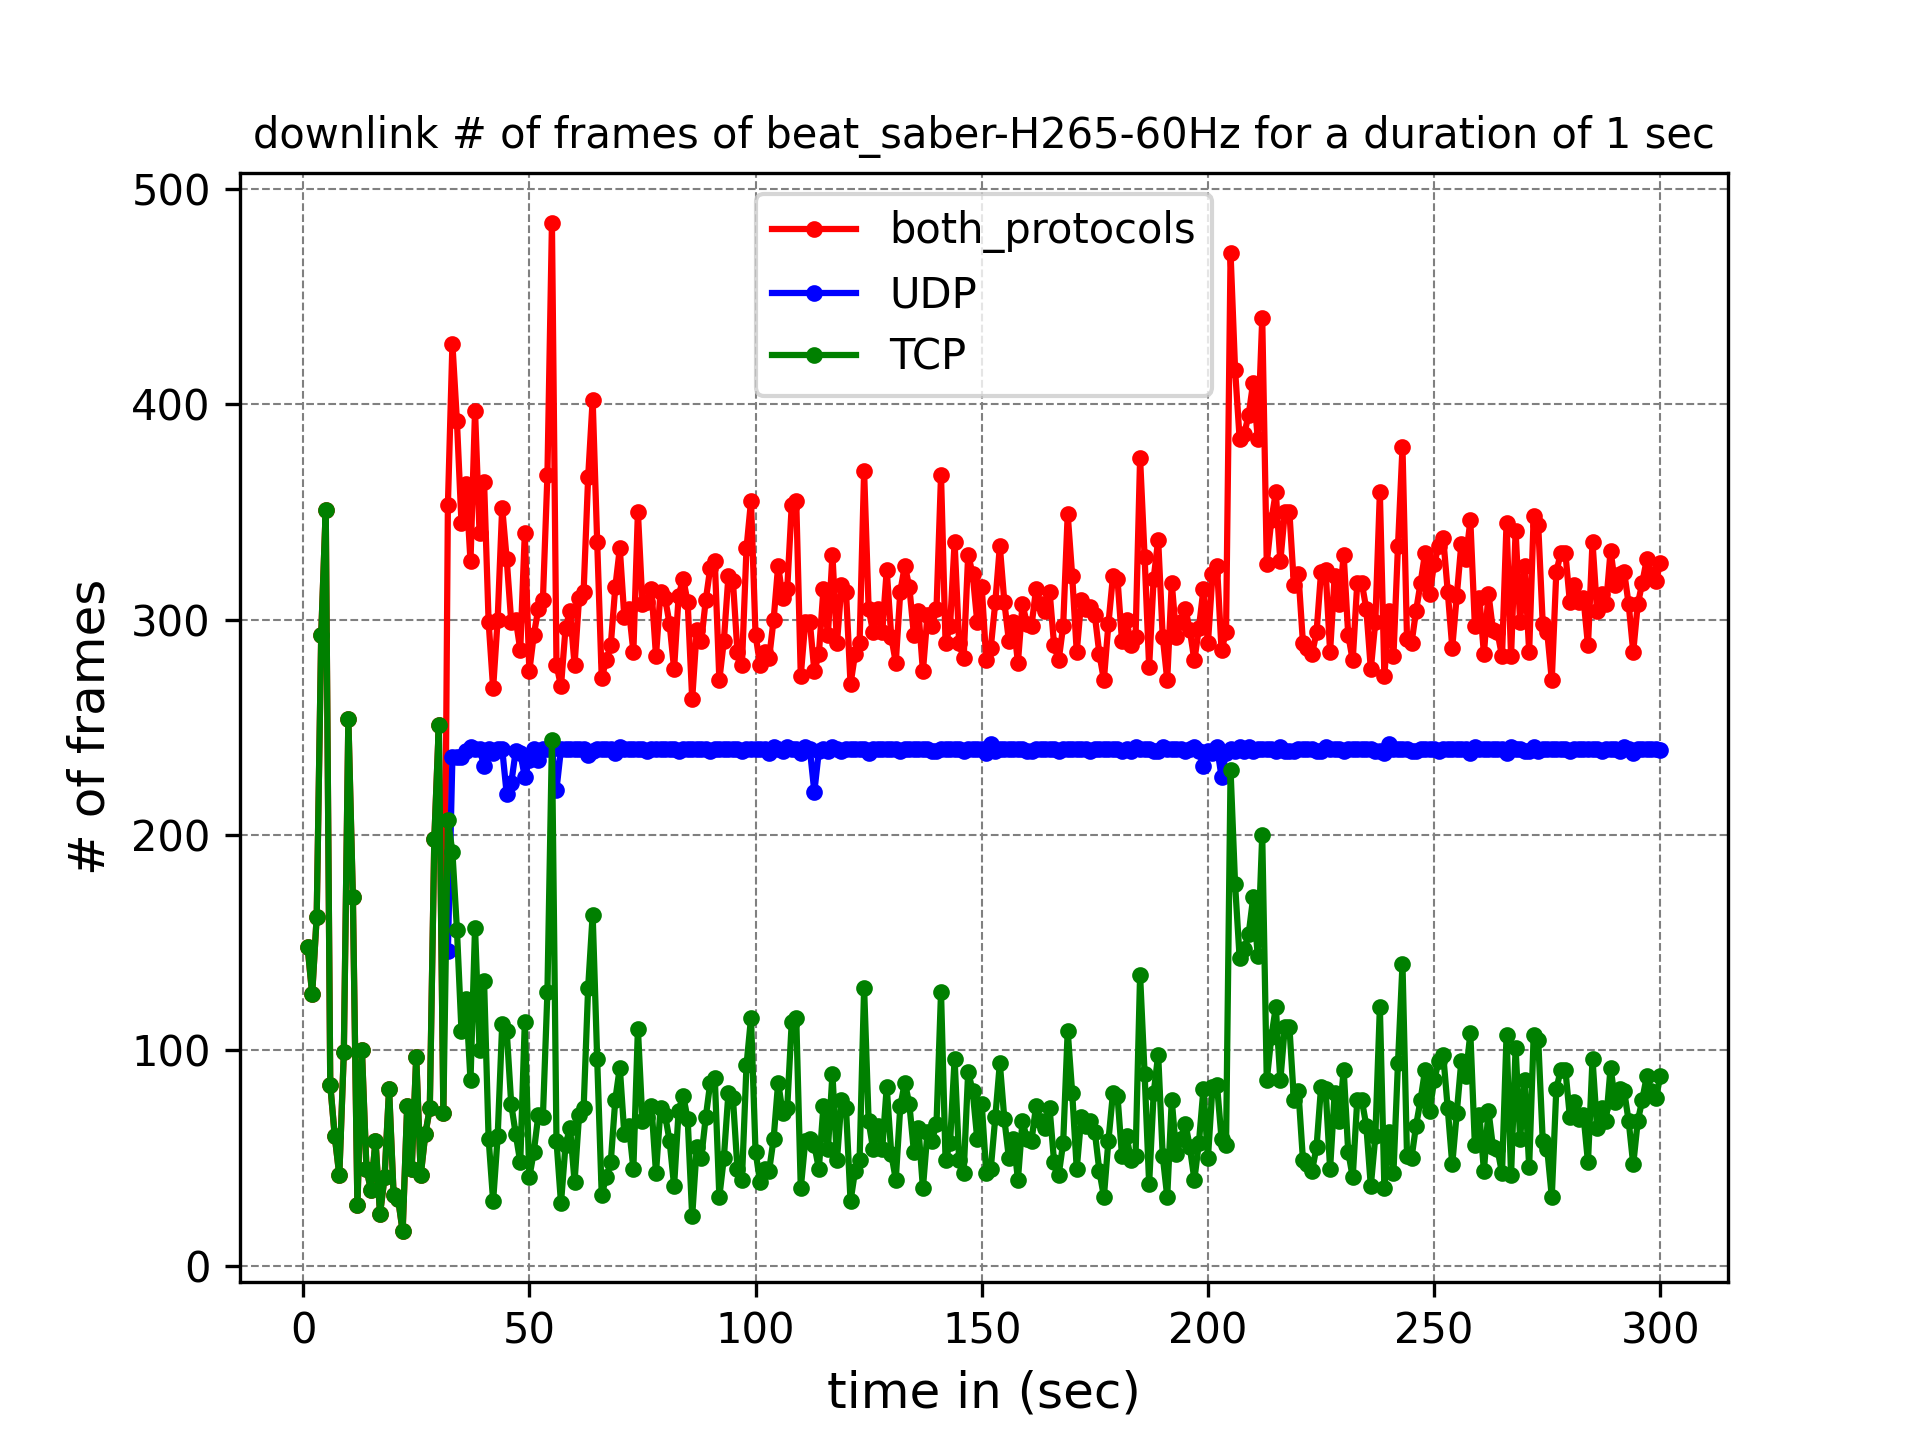 downlink # of frames of beat_saber-H265-60Hz for a duration of 1 sec
both_protocols
UDP
TCP
# of frames
500
400
300
200
100
0
0 50 100 150 200 250 300
time in (sec)